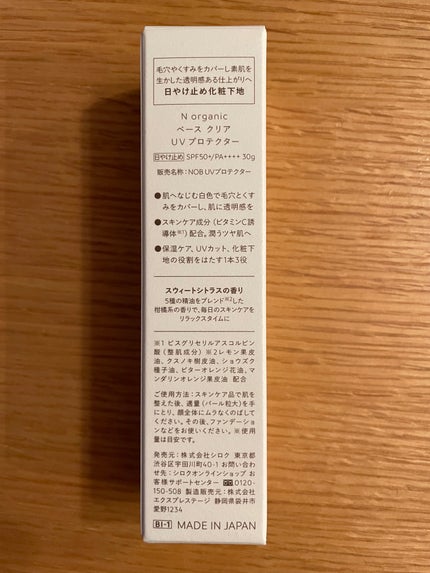 毛穴やくすみをカバーし素肌を
生かした透明感ある仕上がりへ
日やけ止め化粧下地
N organic
ベース クリア
UVプロテクター
日やけ止め SPF50+/PA++++ 30g
販売名称:NOB UVプロテクター
●肌へなじむ白色で毛穴とくす
みをカバーし、肌に透明感を
●スキンケア成分(ビタミンC誘
導体※1)配合。潤うツヤ肌へ
●保湿ケア、UVカット、化粧下
地の役割をはたす1本3役
スウィートシトラスの香り
5種の精油をブレンド※2した
柑橘系の香りで、毎日のスキンケアを
リラックスタイムに
※1 ビスグリセリルアスコルビン
酸(整肌成分) ※2レモン果皮
油、クスノキ樹皮油、ショウズク
種子油、ビターオレンジ花油、マ
ンダリンオレンジ果皮油 配合
ご使用方法:スキンケア品で肌を
整えた後、適量(パール粒大)を手
にとり、顔全体にムラなくのばして
ください。その後、ファンデーショ
ンなどをお使いください。※使用
量は目安です。
発売元:株式会社シロク 東京都
渋谷区宇田川町40-1 お問い合わ
せ先:シロクオンラインショップ お
客様サポートセンター 0120-
150-508 製造販売元:株式会社
エクスプレステージ 静岡県袋井市
愛野1234
BI-1 MADE IN JAPAN